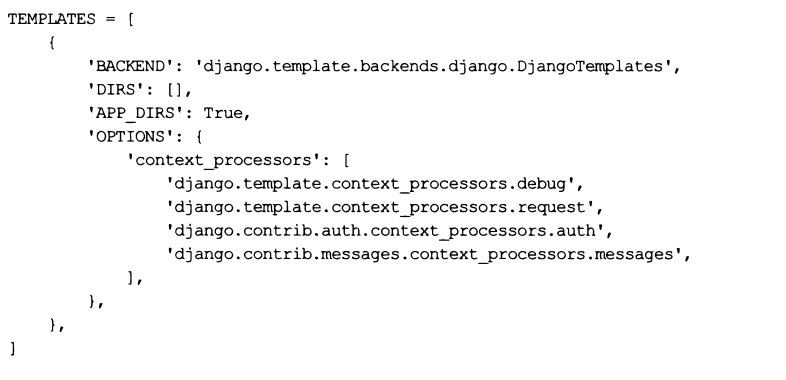 TEMPLATES = [
    {
        'BACKEND': 'django.template.backends.django.DjangoTemplates',
        'DIRS': [],
        'APP_DIRS': True,
        'OPTIONS': {
            'context_processors': [
                'django.template.context_processors.debug',
                'django.template.context_processors.request',
                'django.contrib.auth.context_processors.auth',
                'django.contrib.messages.context_processors.messages',
            ],
        },
    },
]